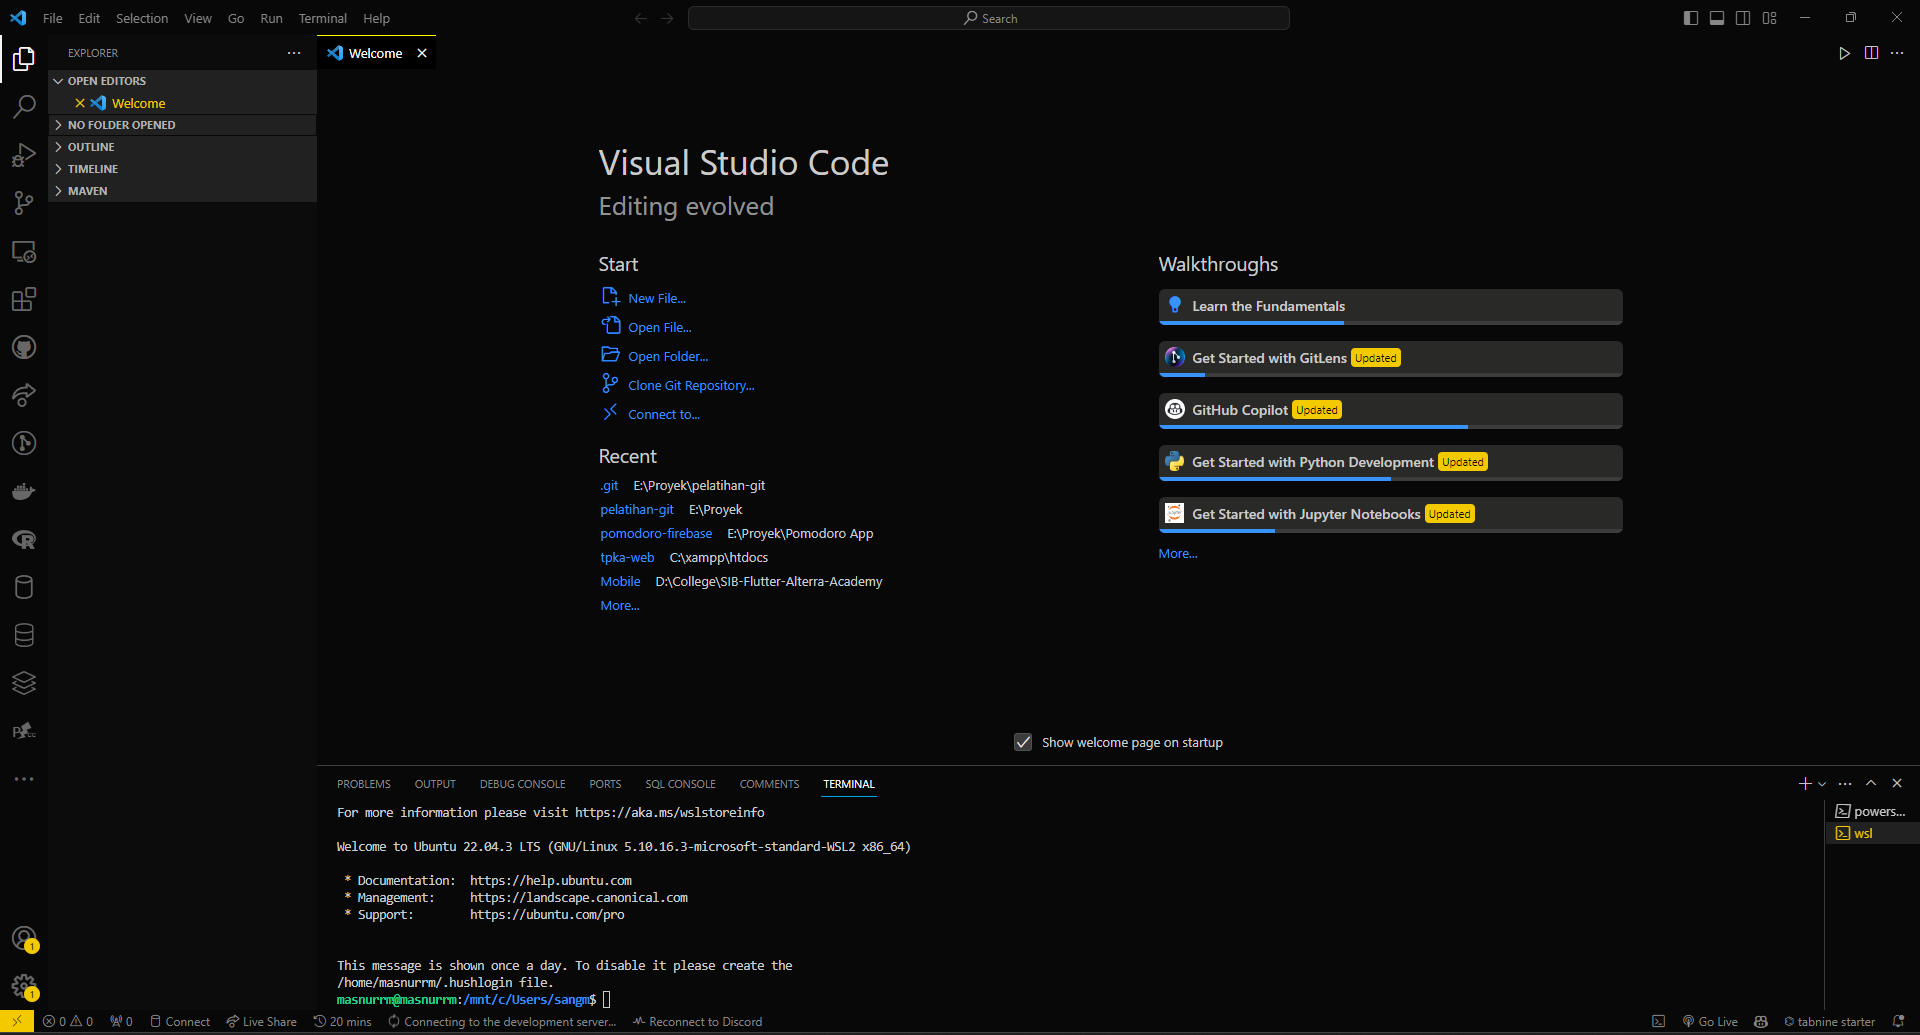 File Edit Selection View Go Run Terminal Help
Search
EXPLORER
OPEN EDITORS
Welcome
NO FOLDER OPENED
OUTLINE
TIMELINE
MAVEN
Welcome
Visual Studio Code
Editing evolved
Start
New File...
Open File...
Open Folder...
Clone Git Repository...
Connect to...
Recent
.git E:\Proyek\pelatihan-git
pelatihan-git E:\Proyek
pomodoro-firebase E:\Proyek\Pomodoro App
tpka-web C:\xampp\htdocs
Mobile D:\College\SIB-Flutter-Alterra-Academy
More...
Walkthroughs
Learn the Fundamentals
Get Started with GitLens Updated
GitHub Copilot Updated
Get Started with Python Development Updated
Get Started with Jupyter Notebooks Updated
More...
Show welcome page on startup
PROBLEMS OUTPUT DEBUG CONSOLE PORTS SQL CONSOLE COMMENTS TERMINAL
For more information please visit https://aka.ms/wslstoreinfo
Welcome to Ubuntu 22.04.3 LTS (GNU/Linux 5.10.16.3-microsoft-standard-WSL2 x86_64)
* Documentation: https://help.ubuntu.com
* Management: https://landscape.canonical.com
* Support: https://ubuntu.com/pro
This message is shown once a day. To disable it please create the
/home/masnurrm/.hushlogin file.
masnurrm@masnurrm:/mnt/c/Users/sangm$
powers...
wsl
1
1
0 0 0 Connect Live Share 20 mins Connecting to the development server... Reconnect to Discord
Go Live tabnine starter